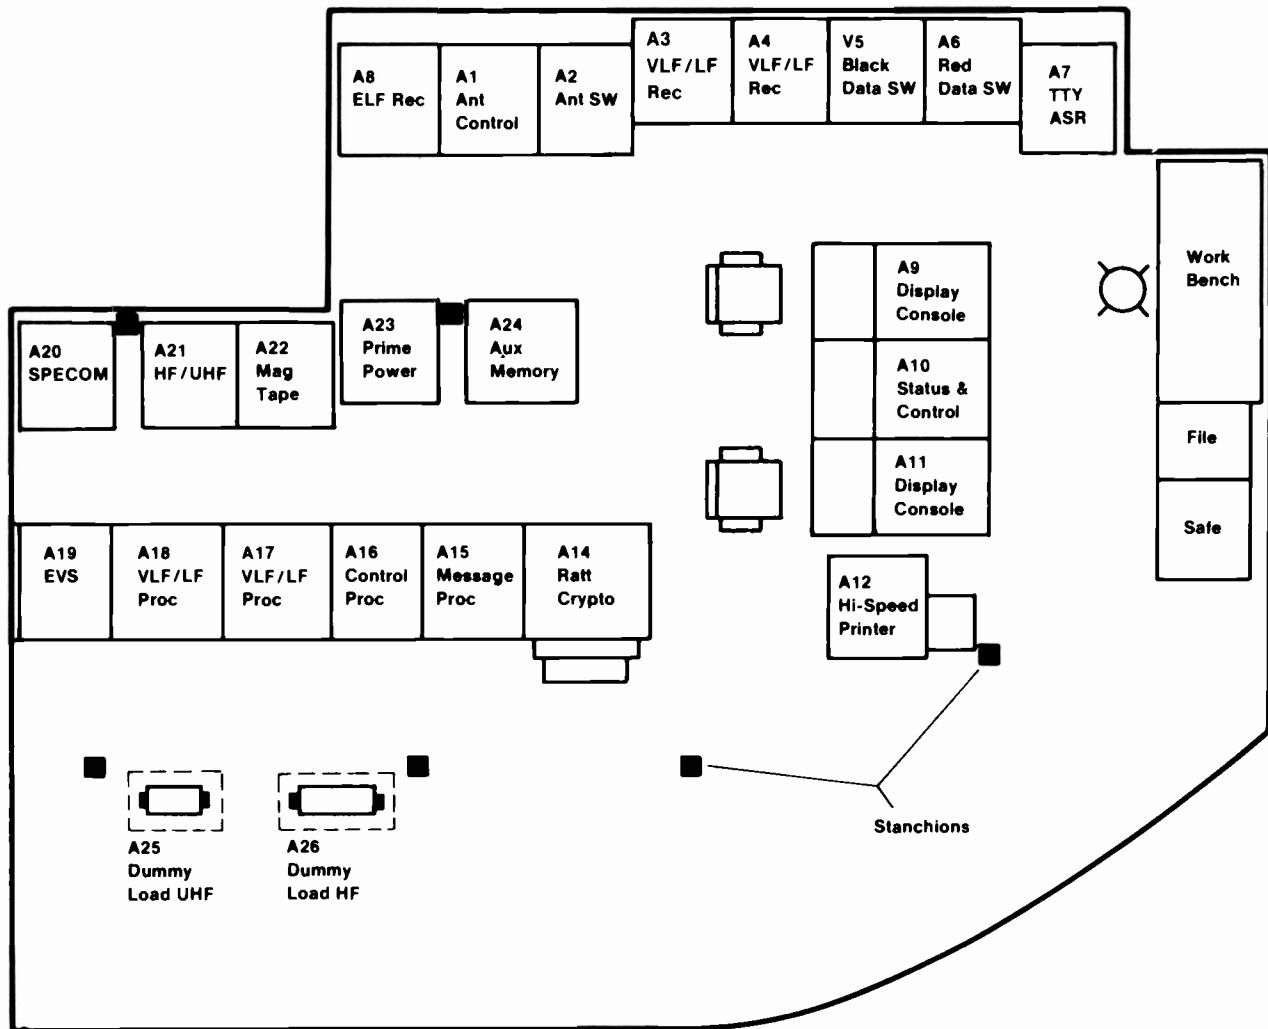 A8
ELF Rec
A1
Ant
Control
A2
Ant SW
A3
VLF/LF
Rec
A4
VLF/LF
Rec
V5
Black
Data SW
A6
Red
Data SW
A7
TTY
ASR
Work
Bench
File
Safe
A9
Display
Console
A10
Status &
Control
A11
Display
Console
A12
Hi-Speed
Printer
A20
SPECOM
A21
HF/UHF
A22
Mag
Tape
A23
Prime
Power
A24
Aux
Memory
A19
EVS
A18
VLF/LF
Proc
A17
VLF/LF
Proc
A16
Control
Proc
A15
Message
Proc
A14
Ratt
Crypto
Stanchions
A25
Dummy
Load UHF
A26
Dummy
Load HF